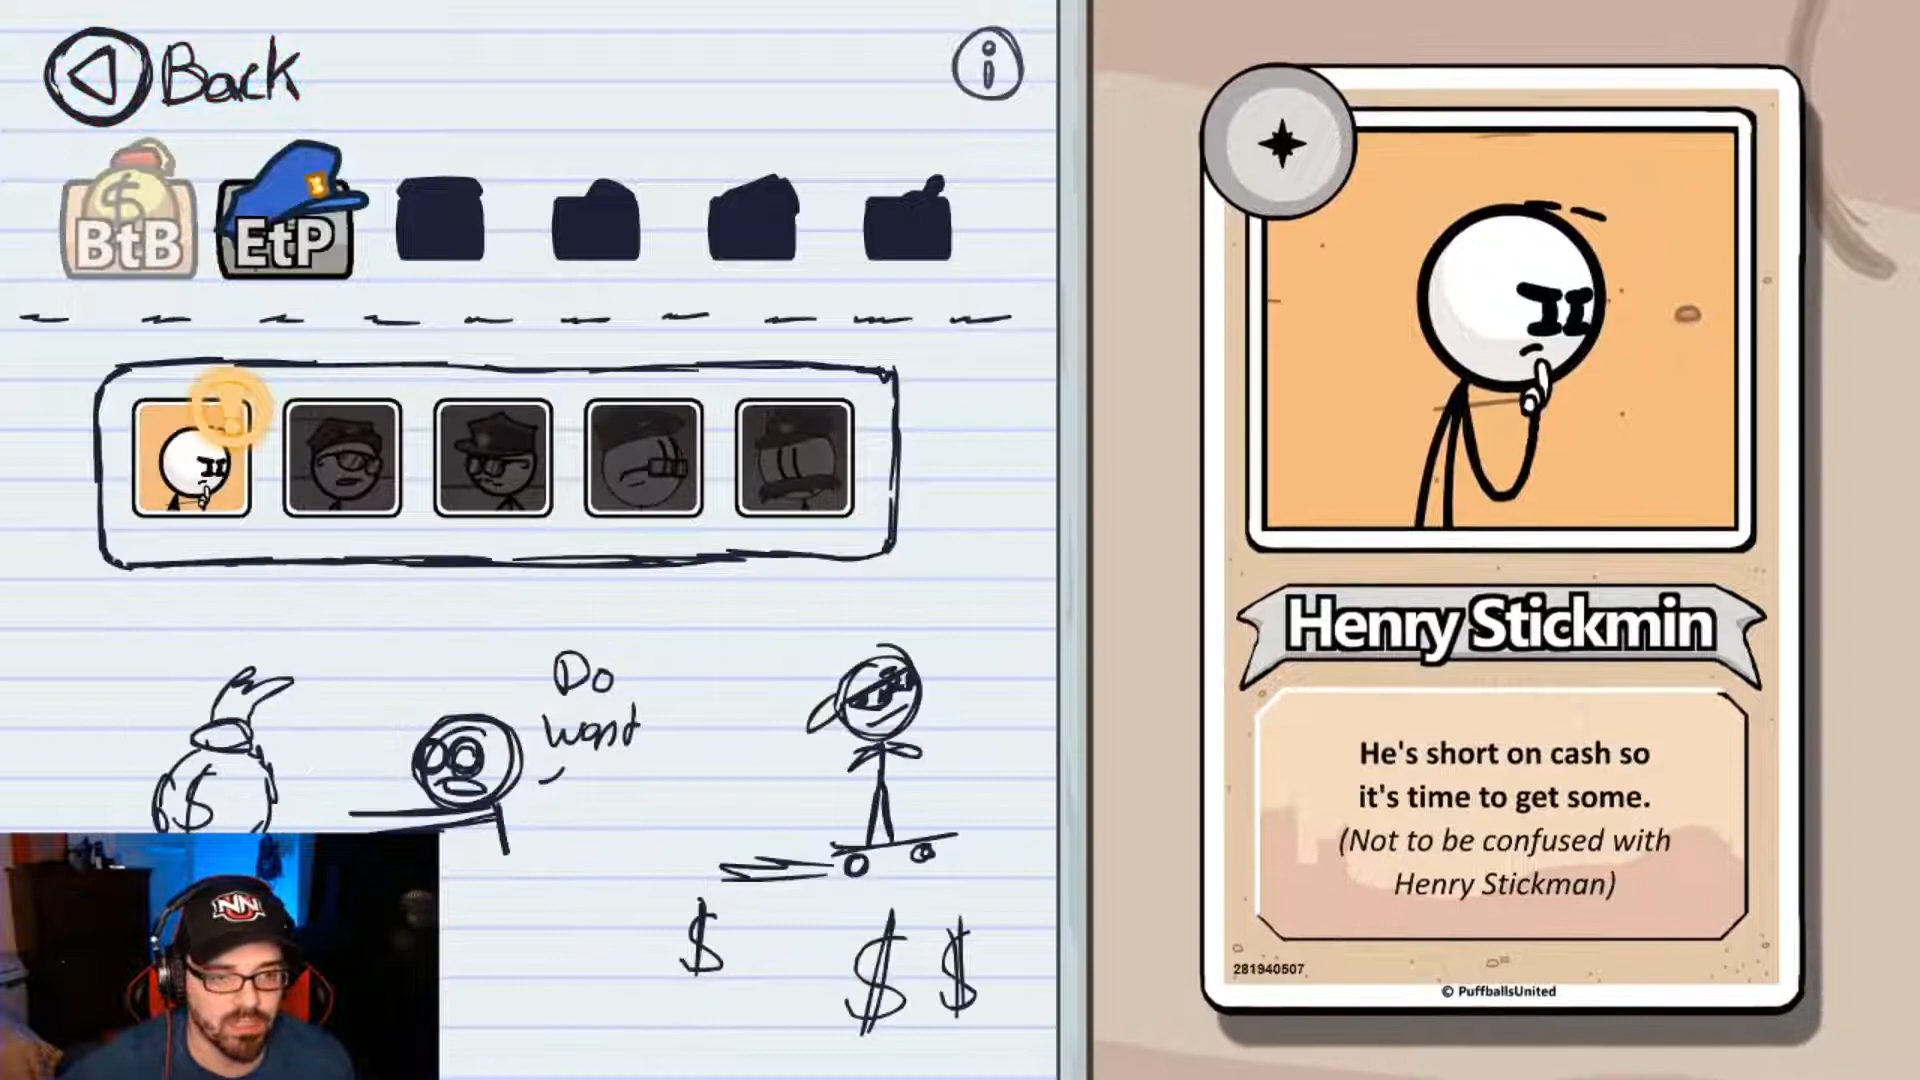 Back
BtB
EtP
Do
want
$
$
$ $
NN
Henry Stickmin
He's short on cash so
it's time to get some.
(Not to be confused with
Henry Stickman)
281940507
© PuffballsUnited